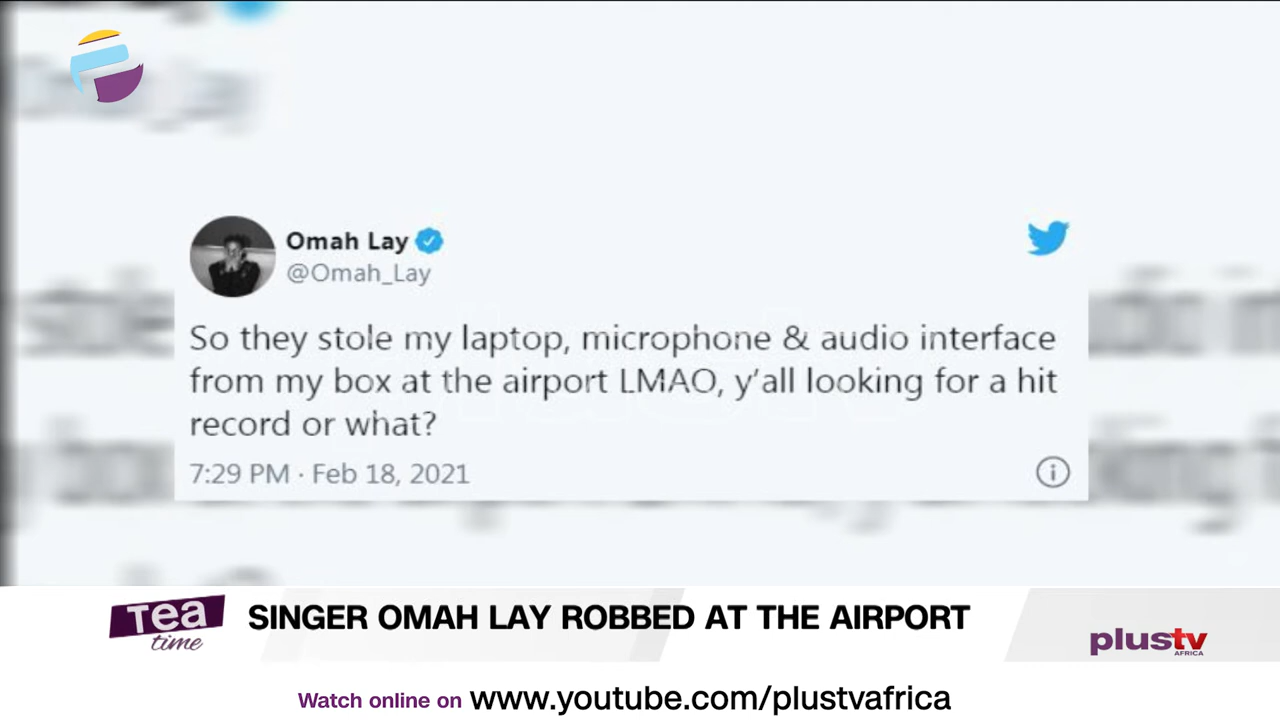 Omah Lay
@Omah_Lay
So they stole my laptop, microphone & audio interface
from my box at the airport LMAO, y'all looking for a hit
record or what?
7:29 PM · Feb 18, 2021
Tea
time
SINGER OMAH LAY ROBBED AT THE AIRPORT
plustv
AFRICA
Watch online on www.youtube.com/plustvafrica